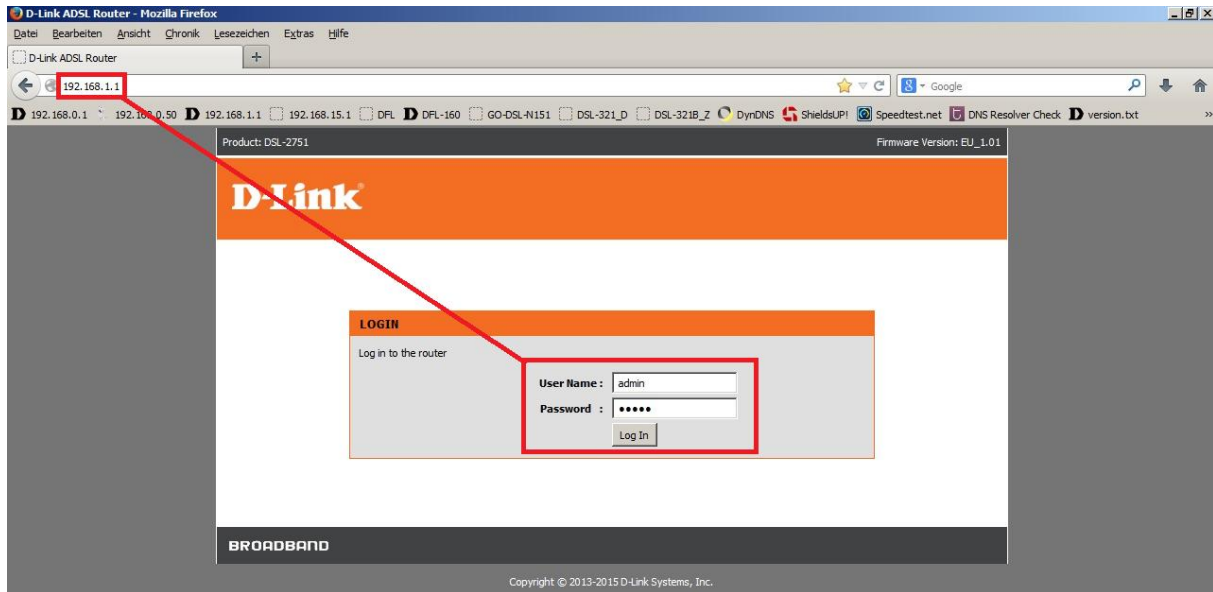 D-Link ADSL Router - Mozilla Firefox
Datei Bearbeiten Ansicht Chronik Lesezeichen Extras Hilfe
D-Link ADSL Router
192.168.1.1 Google
192.168.0.1 192.168.0.50 192.168.1.1 192.168.15.1 DFL DFL-160 GO-DSL-N151 DSL-321_D DSL-321B_Z DynDNS ShieldsUP! Speedtest.net DNS Resolver Check version.txt
Product: DSL-2751 Firmware Version: EU_1.01
D-Link
LOGIN
Log in to the router
User Name : admin
Password : •••••
Log In
BROADBAND
Copyright © 2013-2015 D-Link Systems, Inc.